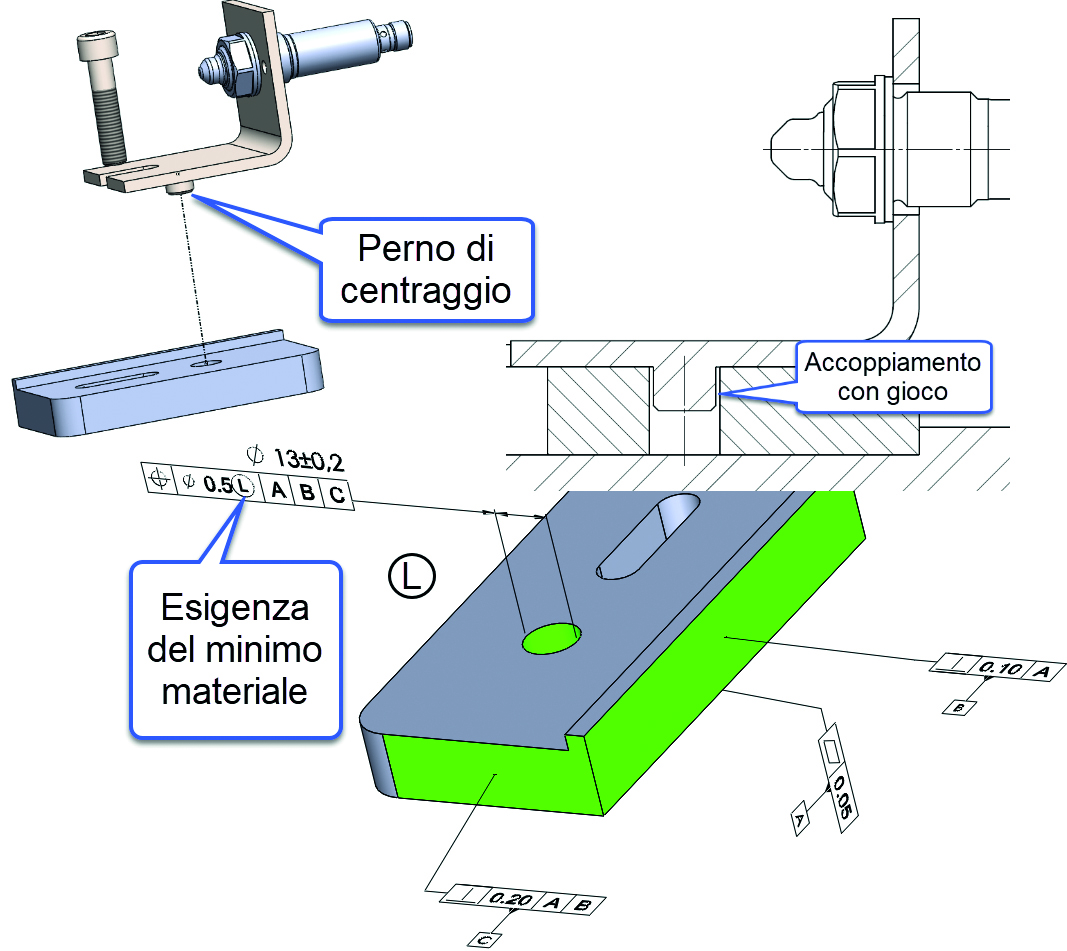 Perno di
centraggio
Accoppiamento
con gioco
⌀ 13±0,2
⌖ ⌀ 0.5Ⓛ A B C
Esigenza
del minimo
materiale
Ⓛ
⟂ 0.10 A
B
⏥ 0.05
A
⟂ 0.20 A B
C